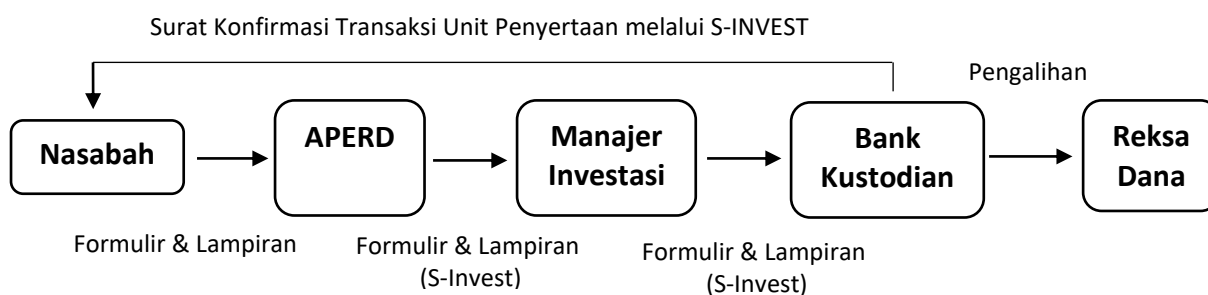 Surat Konfirmasi Transaksi Unit Penyertaan melalui S-INVEST
Pengalihan
Nasabah
APERD
Manajer
Investasi
Bank
Kustodian
Reksa
Dana
Formulir & Lampiran
Formulir & Lampiran
(S-Invest)
Formulir & Lampiran
(S-Invest)